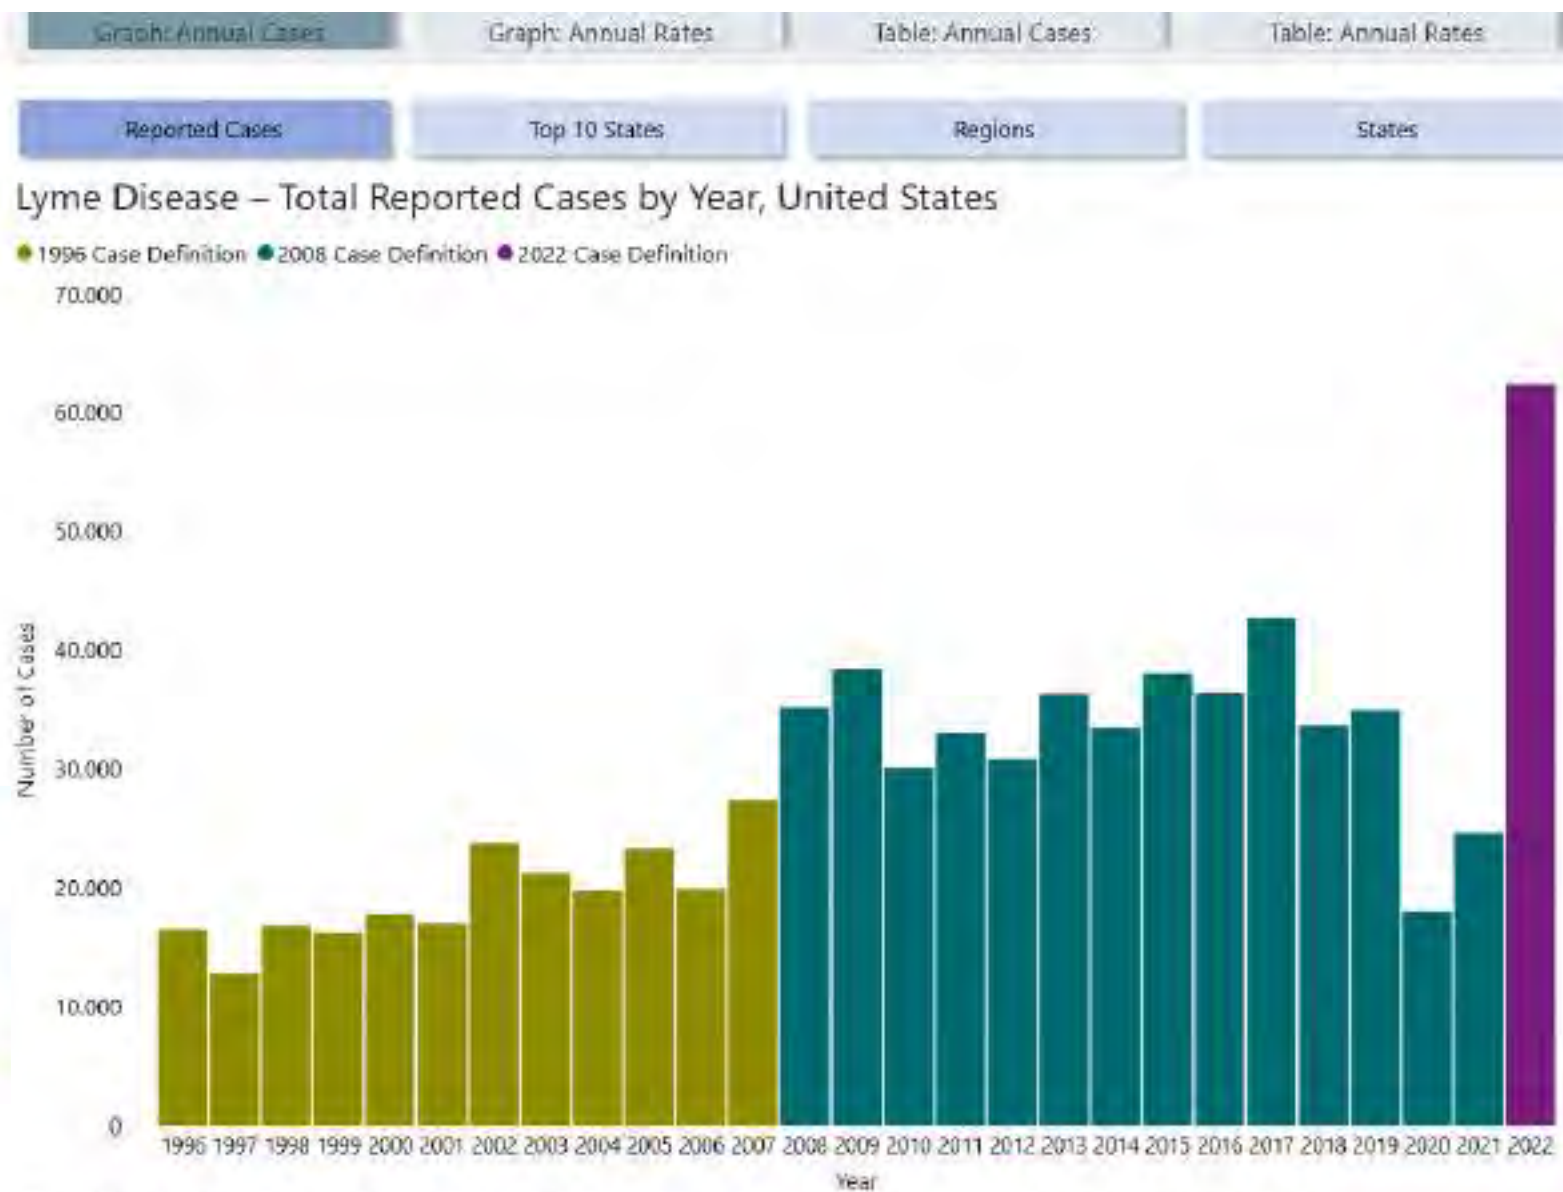 Graph: Annual Cases Graph: Annual Rates Table: Annual Cases Table: Annual Rates
Reported Cases Top 10 States Regions States
Lyme Disease – Total Reported Cases by Year, United States
1996 Case Definition 2008 Case Definition 2022 Case Definition
70.000
60.000
50.000
40.000
30.000
20.000
10.000
0
Number of Cases
1996 1997 1998 1999 2000 2001 2002 2003 2004 2005 2006 2007 2008 2009 2010 2011 2012 2013 2014 2015 2016 2017 2018 2019 2020 2021 2022
Year